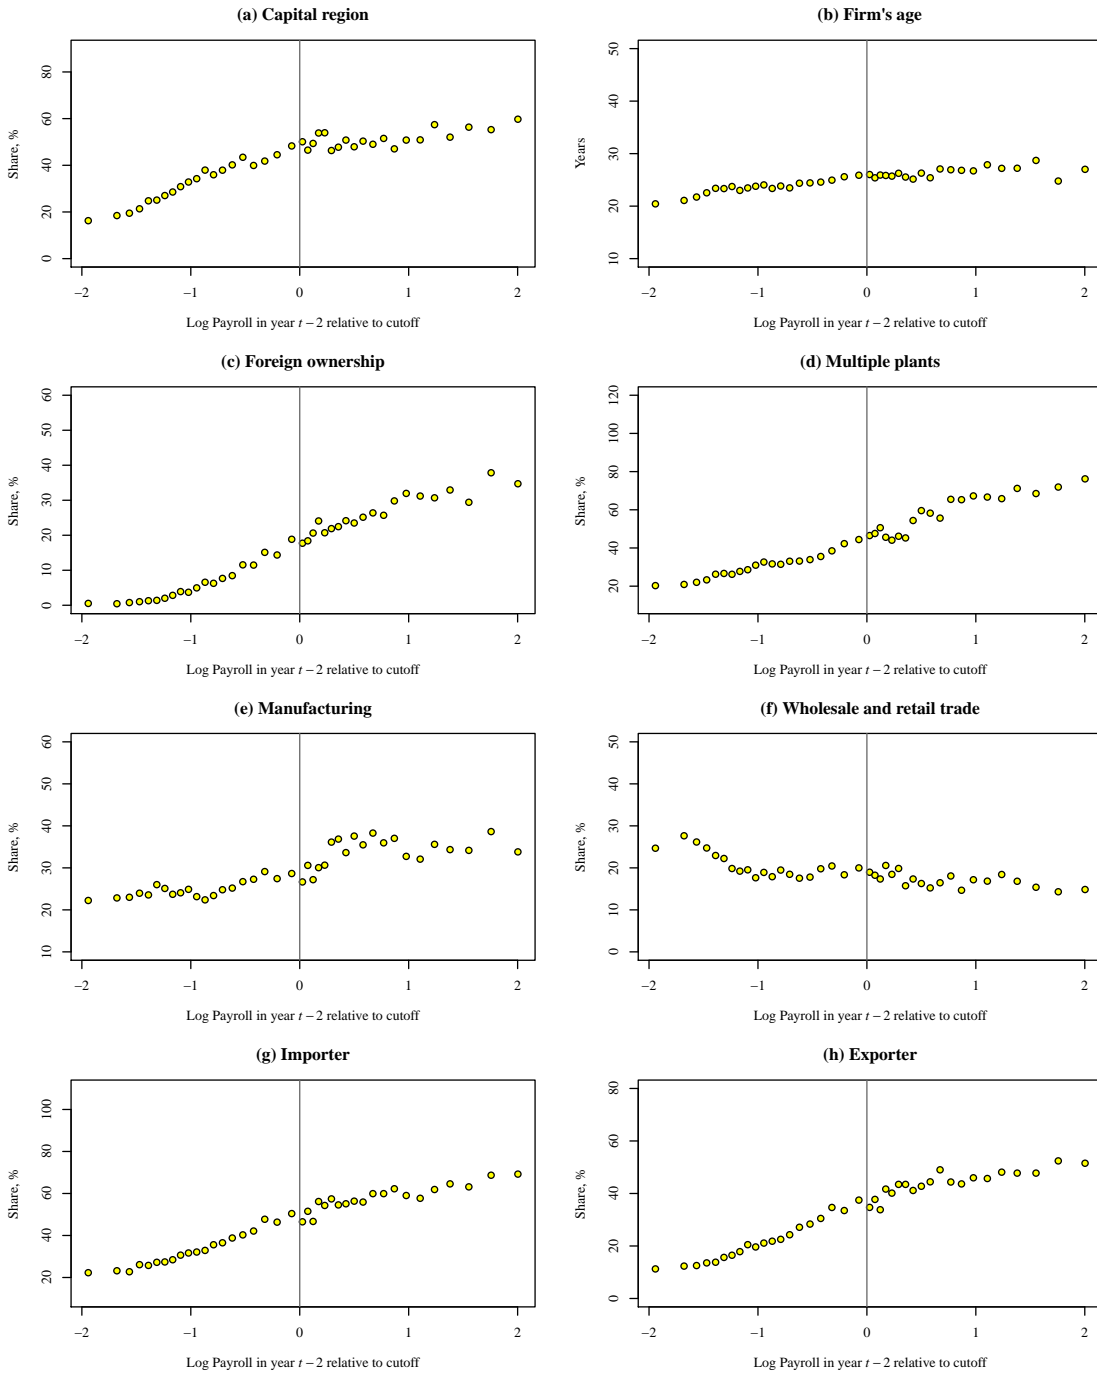 (a) Capital region
Share, %
80
60
40
20
0
−2 −1 0 1 2
Log Payroll in year t − 2 relative to cutoff
(b) Firm's age
Years
50
40
30
20
10
−2 −1 0 1 2
Log Payroll in year t − 2 relative to cutoff
(c) Foreign ownership
Share, %
60
50
40
30
20
10
0
−2 −1 0 1 2
Log Payroll in year t − 2 relative to cutoff
(d) Multiple plants
Share, %
120
100
80
60
40
20
−2 −1 0 1 2
Log Payroll in year t − 2 relative to cutoff
(e) Manufacturing
Share, %
60
50
40
30
20
10
−2 −1 0 1 2
Log Payroll in year t − 2 relative to cutoff
(f) Wholesale and retail trade
Share, %
50
40
30
20
10
0
−2 −1 0 1 2
Log Payroll in year t − 2 relative to cutoff
(g) Importer
Share, %
100
80
60
40
20
−2 −1 0 1 2
Log Payroll in year t − 2 relative to cutoff
(h) Exporter
Share, %
80
60
40
20
0
−2 −1 0 1 2
Log Payroll in year t − 2 relative to cutoff